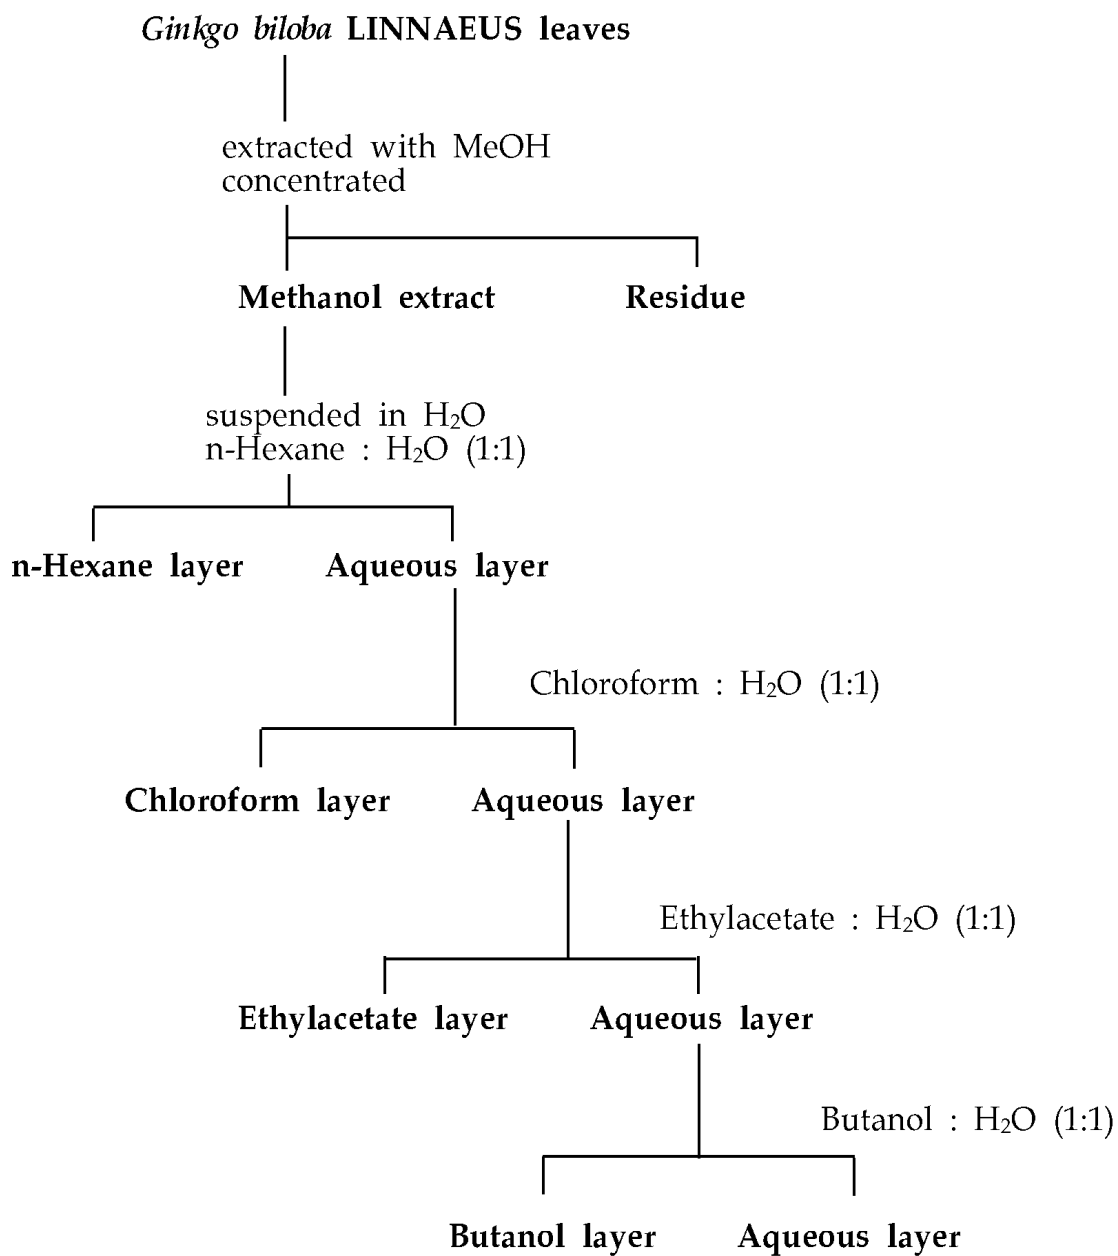 Ginkgo biloba LINNAEUS leaves
extracted with MeOH
concentrated
Methanol extract Residue
suspended in H₂O
n-Hexane : H₂O (1:1)
n-Hexane layer Aqueous layer
Chloroform : H₂O (1:1)
Chloroform layer Aqueous layer
Ethylacetate : H₂O (1:1)
Ethylacetate layer Aqueous layer
Butanol : H₂O (1:1)
Butanol layer Aqueous layer